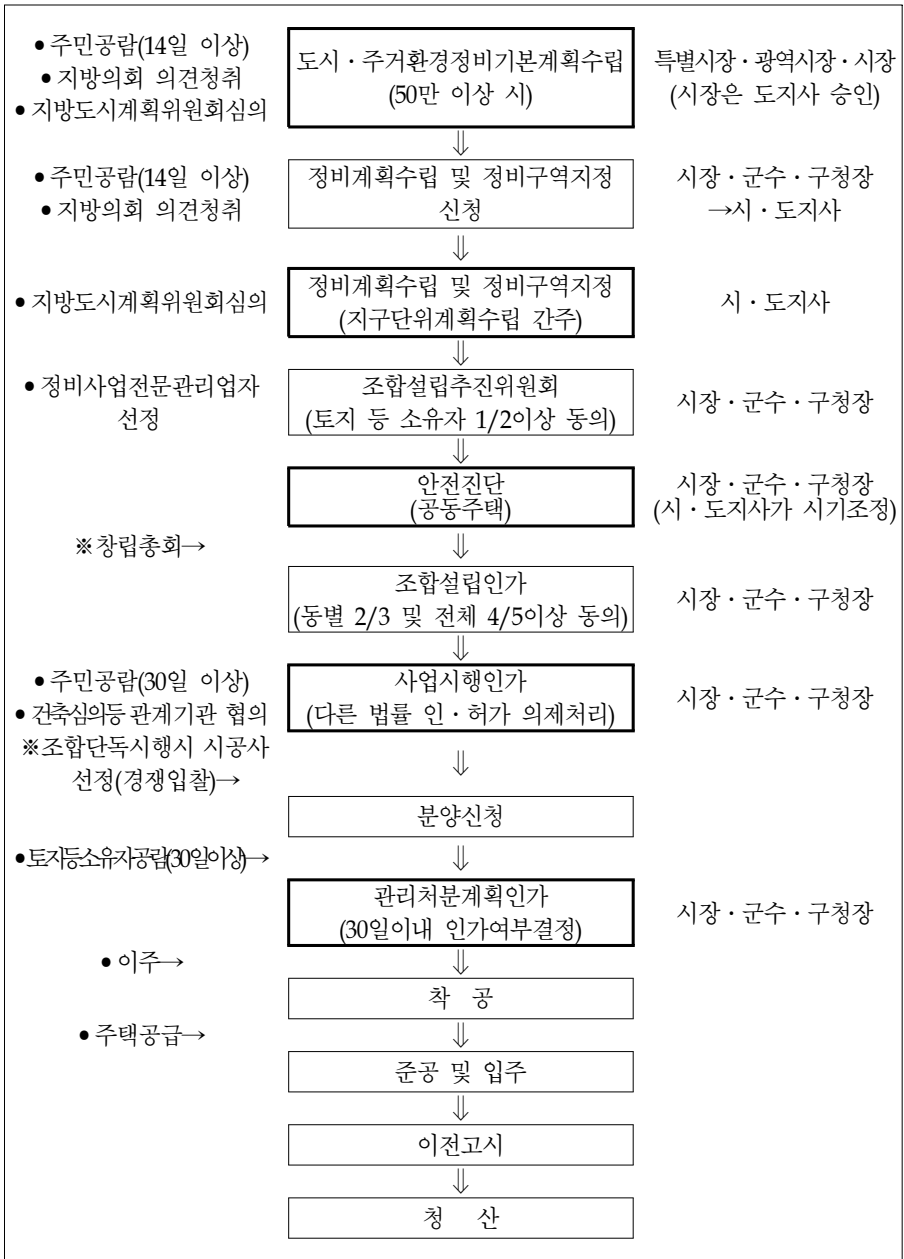 ● 주민공람(14일 이상)
● 지방의회 의견청취
● 지방도시계획위원회심의
도시・주거환경정비기본계획수립
(50만 이상 시)
특별시장・광역시장・시장
(시장은 도지사 승인)
⇓
● 주민공람(14일 이상)
● 지방의회 의견청취
정비계획수립 및 정비구역지정
신청
시장・군수・구청장
→시・도지사
⇓
● 지방도시계획위원회심의
정비계획수립 및 정비구역지정
(지구단위계획수립 간주)
시・도지사
⇓
● 정비사업전문관리업자
선정
조합설립추진위원회
(토지 등 소유자 1/2이상 동의)
시장・군수・구청장
⇓
안전진단
(공동주택)
시장・군수・구청장
(시・도지사가 시기조정)
※창립총회→
⇓
조합설립인가
(동별 2/3 및 전체 4/5이상 동의)
시장・군수・구청장
⇓
● 주민공람(30일 이상)
● 건축심의등 관계기관 협의
※조합단독시행시 시공사
선정(경쟁입찰)→
사업시행인가
(다른 법률 인・허가 의제처리)
시장・군수・구청장
⇓
분양신청
● 토지등소유자공람(30일이상)→
⇓
관리처분계획인가
(30일이내 인가여부결정)
시장・군수・구청장
● 이주→
⇓
착 공
● 주택공급→
⇓
준공 및 입주
⇓
이전고시
⇓
청 산